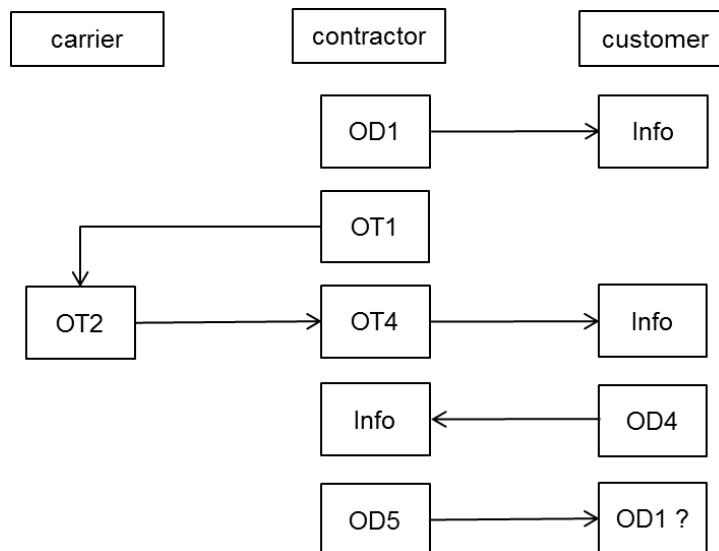 carrier
contractor
customer
OD1
Info
OT1
OT2
OT4
Info
Info
OD4
OD5
OD1 ?